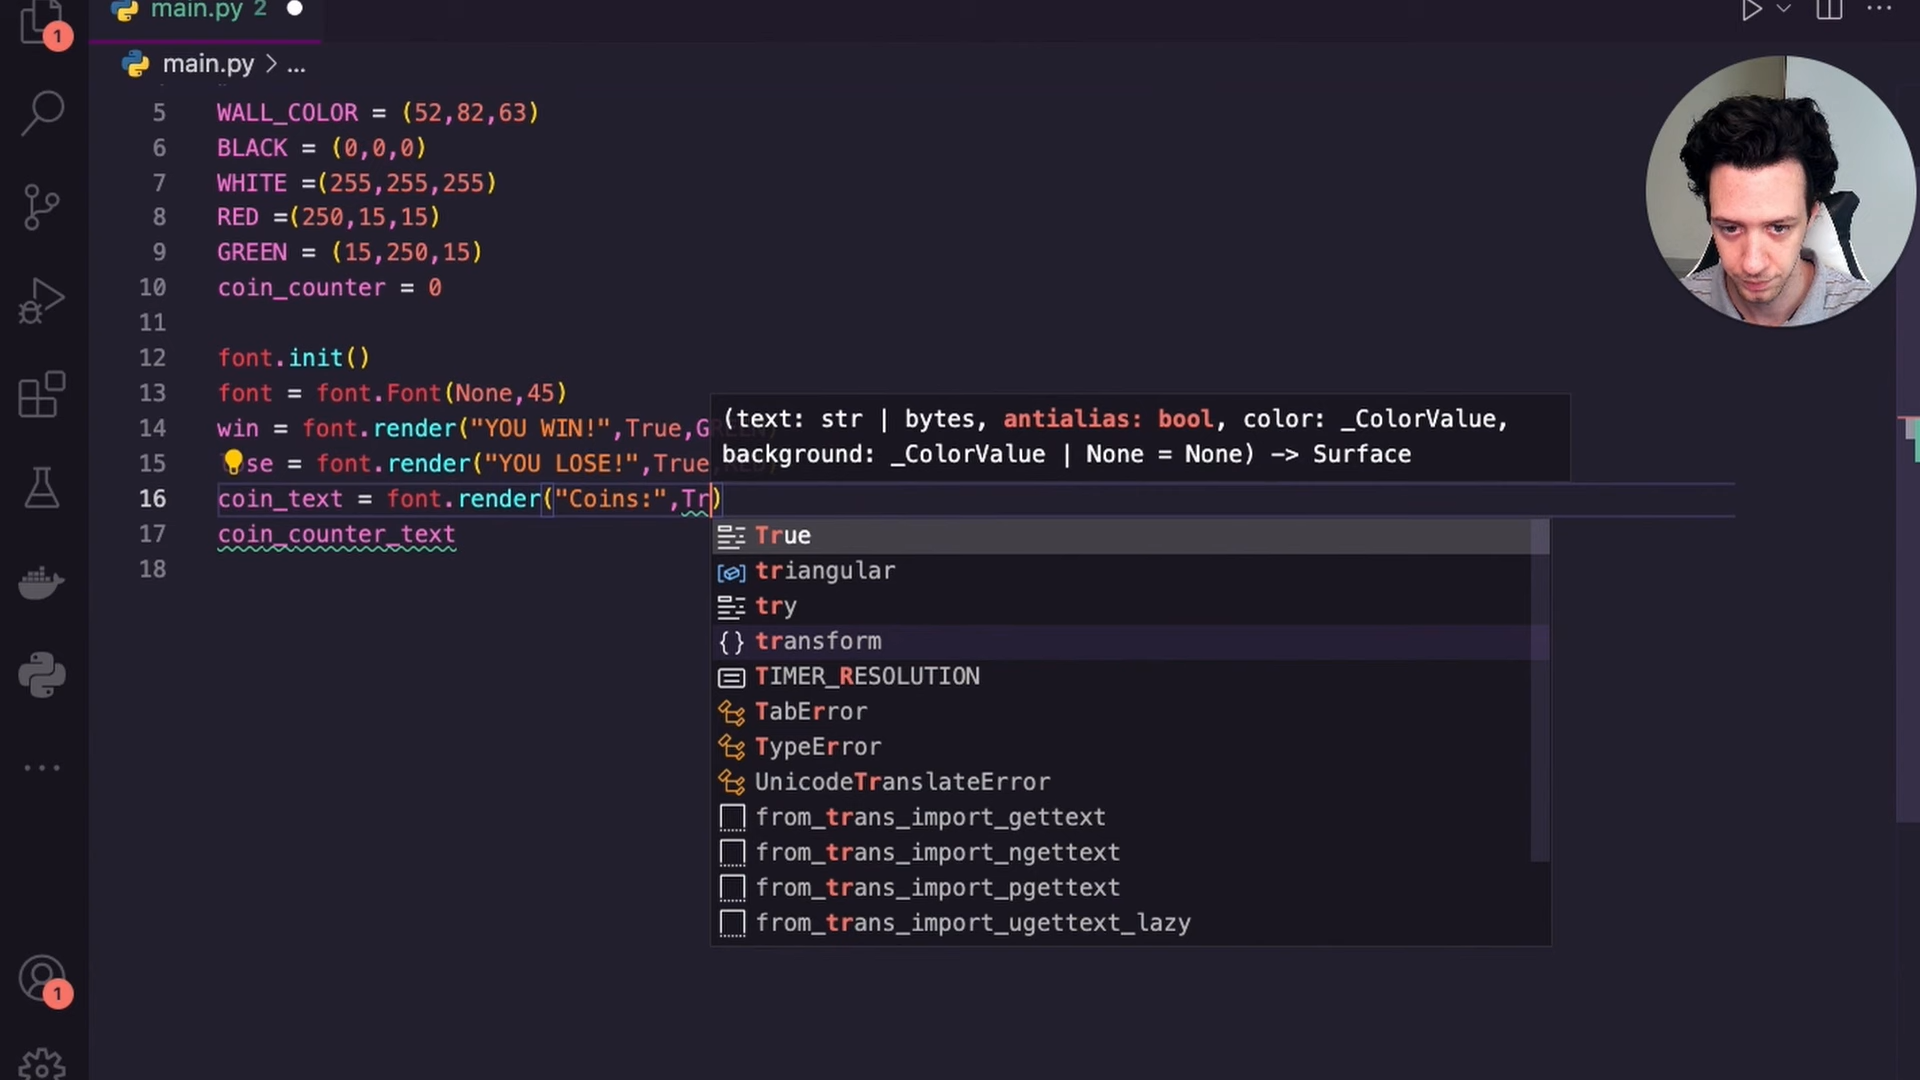 main.py 2
main.py > ...
1
5 WALL_COLOR = (52,82,63)
6 BLACK = (0,0,0)
7 WHITE =(255,255,255)
8 RED =(250,15,15)
9 GREEN = (15,250,15)
10 coin_counter = 0
11
12 font.init()
13 font = font.Font(None,45)
14 win = font.render("YOU WIN!",True,G
15 ose = font.render("YOU LOSE!",True
16 coin_text = font.render("Coins:",Tr)
17 coin_counter_text
18
(text: str | bytes, antialias: bool, color: _ColorValue,
background: _ColorValue | None = None) -> Surface
True
triangular
try
transform
TIMER_RESOLUTION
TabError
TypeError
UnicodeTranslateError
from_trans_import_gettext
from_trans_import_ngettext
from_trans_import_pgettext
from_trans_import_ugettext_lazy
1